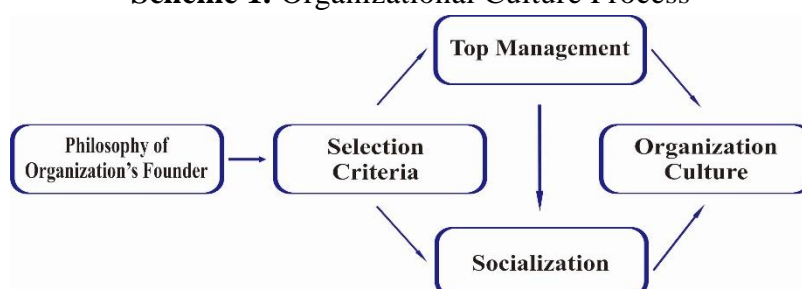 Scheme 1. Organizational Culture Process
Top Management
Philosophy of
Organization's Founder
Selection
Criteria
Organization
Culture
Socialization